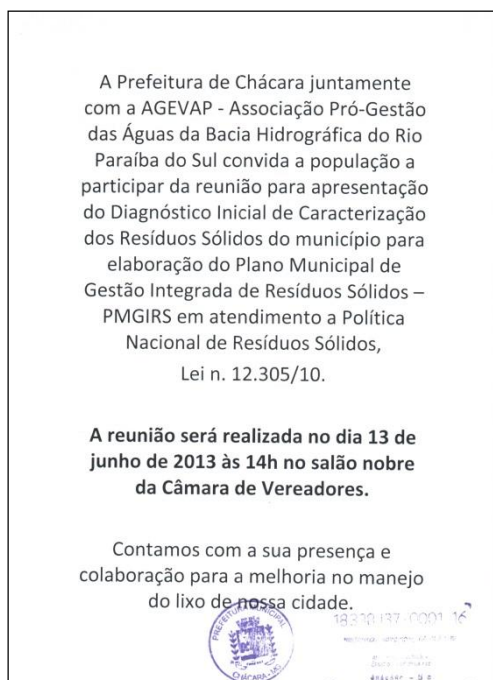 A Prefeitura de Chácara juntamente
com a AGEVAP - Associação Pró-Gestão
das Águas da Bacia Hidrográfica do Rio
Paraíba do Sul convida a população a
participar da reunião para apresentação
do Diagnóstico Inicial de Caracterização
dos Resíduos Sólidos do município para
elaboração do Plano Municipal de
Gestão Integrada de Resíduos Sólidos –
PMGIRS em atendimento a Política
Nacional de Resíduos Sólidos,
Lei n. 12.305/10.
A reunião será realizada no dia 13 de
junho de 2013 às 14h no salão nobre
da Câmara de Vereadores.
Contamos com a sua presença e
colaboração para a melhoria no manejo
do lixo de nossa cidade.
PREFEITURA MUNICIPAL
CHÁCARA - MG